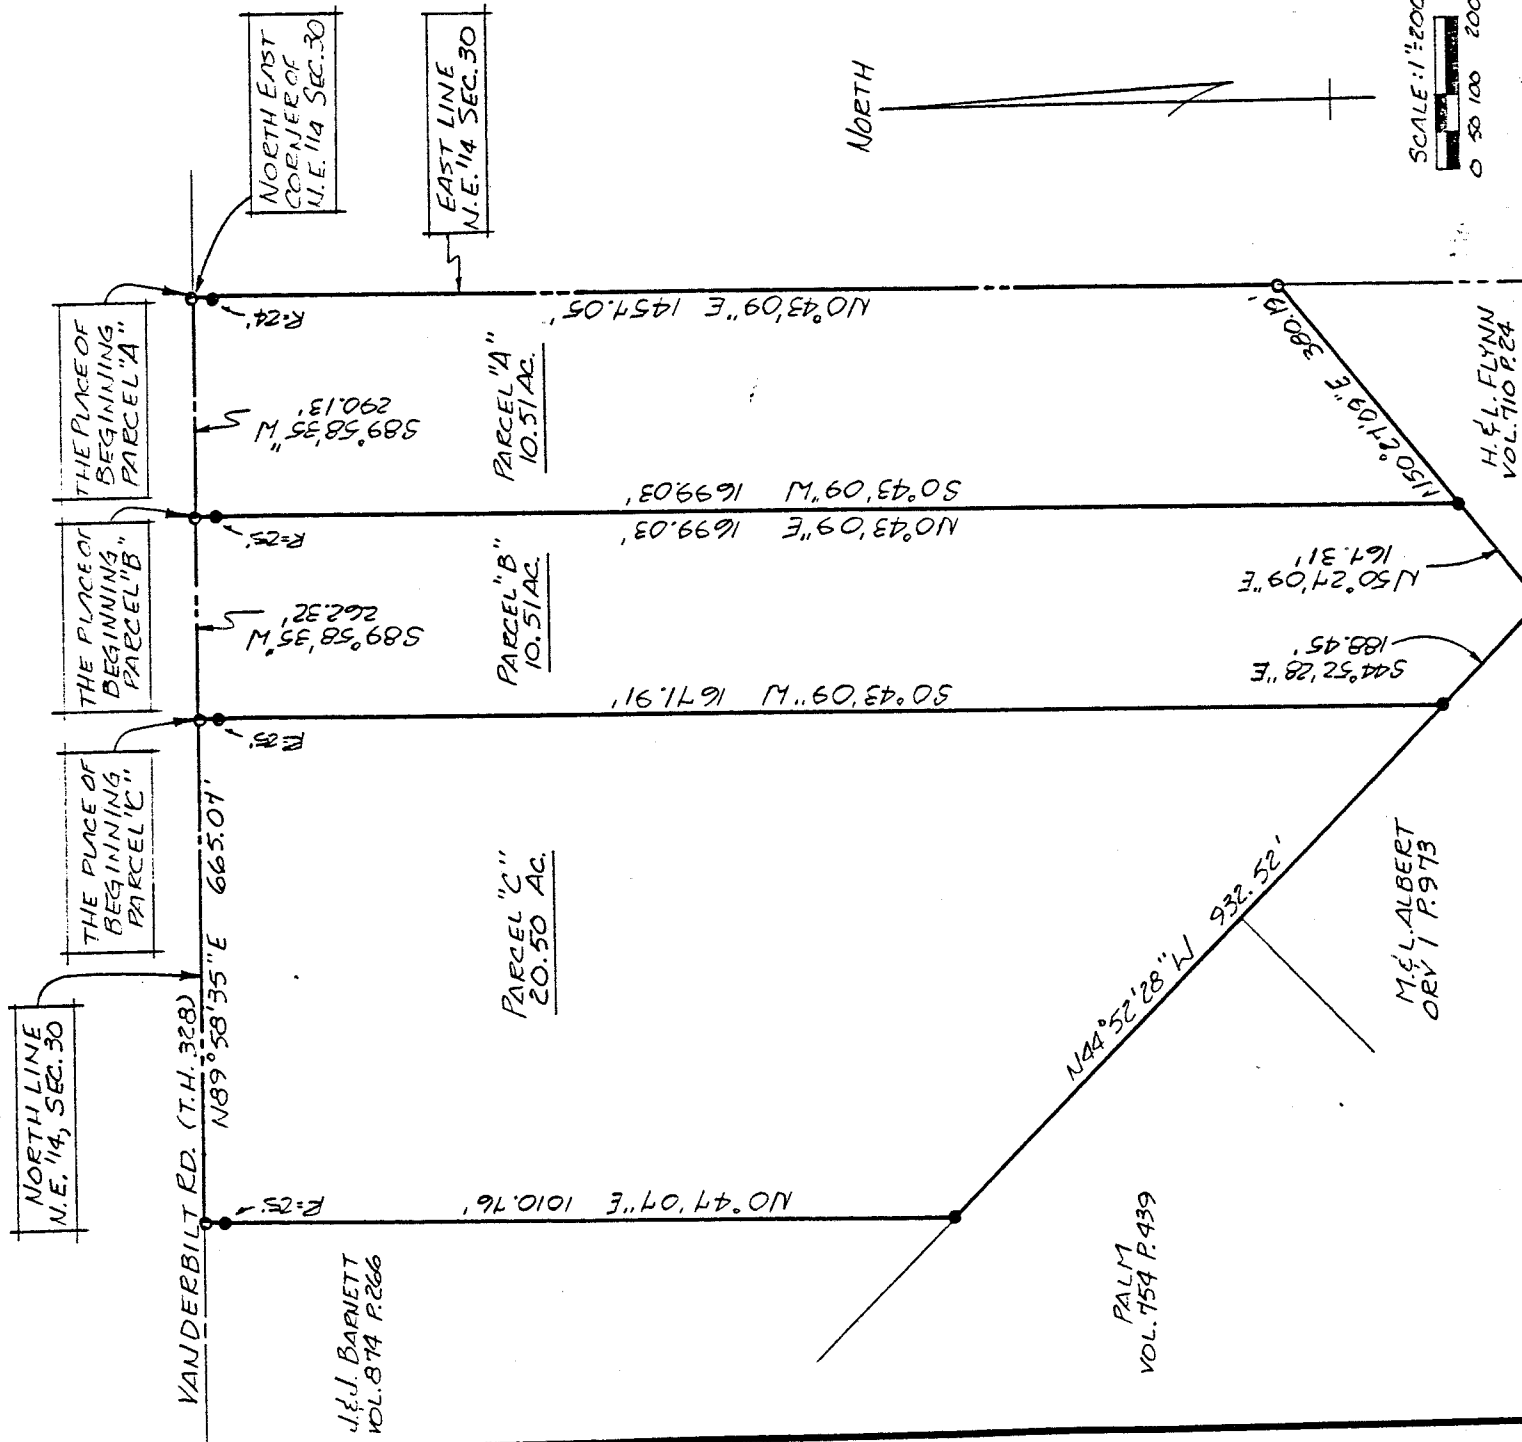 NORTH LINE
N.E. 1/4, SEC. 30
VANDERBILT RD. (T.H. 328)
N89°58'35"E 665.07'
THE PLACE OF
BEGINNING
PARCEL "C"
THE PLACE OF
BEGINNING
PARCEL "B"
THE PLACE OF
BEGINNING
PARCEL "A"
NORTH EAST
CORNER OF
N.E. 1/4 SEC. 30
EAST LINE
N.E. 1/4 SEC. 30
R=25'
R=25'
R=25'
R=24'
S89°58'35"W
262.32'
S89°58'35"W
290.13'
J. & J. BARNETT
VOL. 874 P. 266
N0°47'07"E 1010.76'
PARCEL "C"
20.50 AC.
S0°43'09"W 1671.91'
PARCEL "B"
10.51 AC.
N0°43'09"E 1699.03'
S0°43'09"W 1699.03'
PARCEL "A"
10.51 AC.
N0°43'09"E 1457.05'
NORTH
N44°52'28"W 932.52'
S44°52'28"E
188.45'
N50°27'09"E
167.31'
N50°27'09"E 380.19'
PALM
VOL. 754 P. 439
M. & L. ALBERT
ORV 1 P. 973
H. & L. FLYNN
VOL. 710 P. 24
SCALE: 1"=200
0 50 100 200